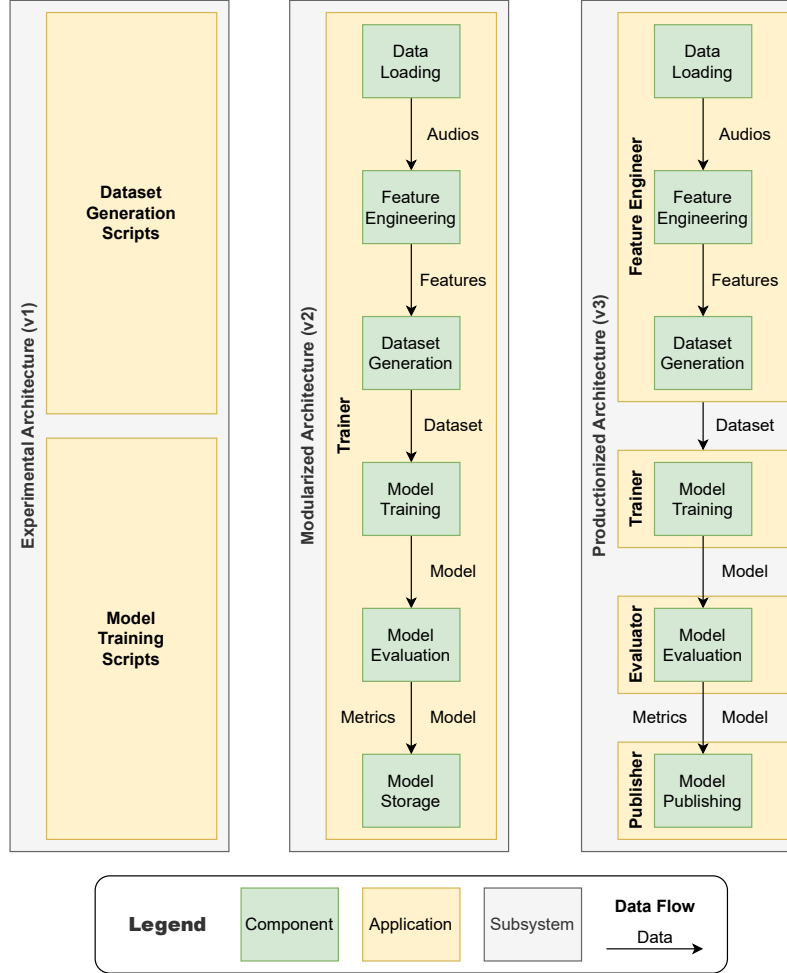 Experimental Architecture (v1)
Dataset
Generation
Scripts
Model
Training
Scripts
Modularized Architecture (v2)
Trainer
Data
Loading
Audios
Feature
Engineering
Features
Dataset
Generation
Dataset
Model
Training
Model
Model
Evaluation
Metrics Model
Model
Storage
Productionized Architecture (v3)
Feature Engineer
Data
Loading
Audios
Feature
Engineering
Features
Dataset
Generation
Dataset
Trainer
Model
Training
Model
Evaluator
Model
Evaluation
Metrics Model
Publisher
Model
Publishing
Legend
Component
Application
Subsystem
Data Flow
Data